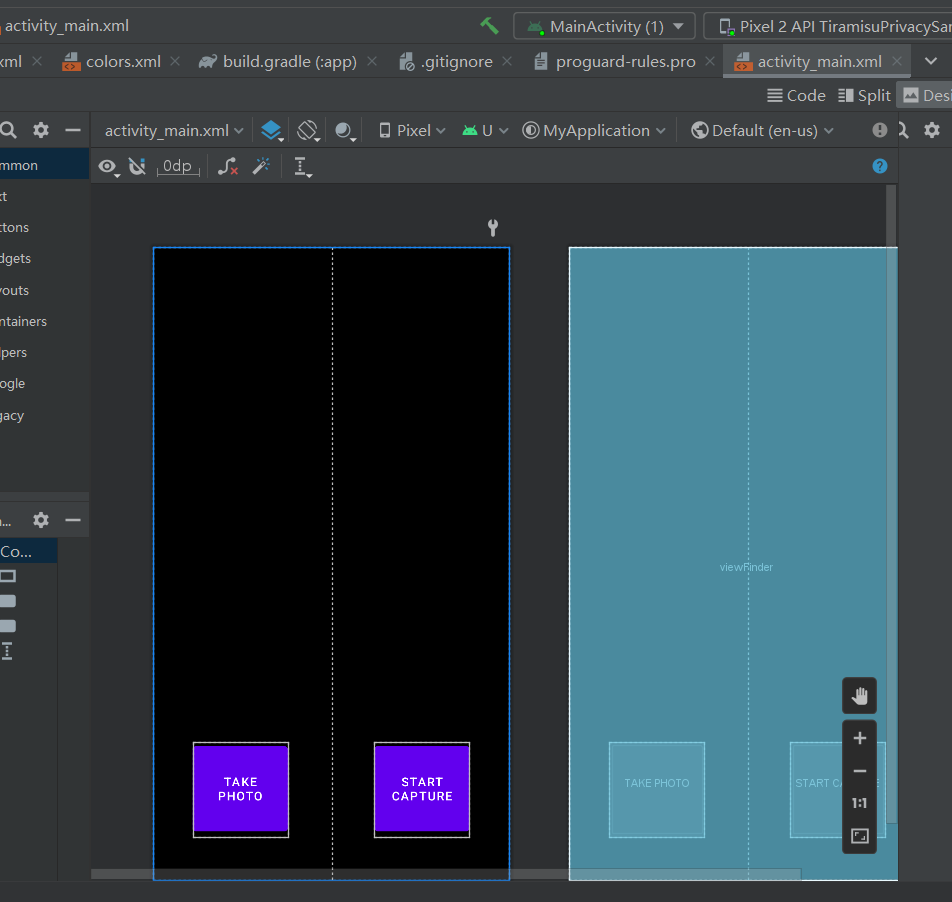 activity_main.xml
MainActivity (1)
Pixel 2 API TiramisuPrivacySan
xml
colors.xml
build.gradle (:app)
.gitignore
proguard-rules.pro
activity_main.xml
Code
Split
Desi
activity_main.xml
Pixel
U
MyApplication
Default (en-us)
mmon
0dp
?
xt
ttons
dgets
youts
ntainers
lpers
ogle
gacy
...
Co...
viewFinder
TAKE
PHOTO
START
CAPTURE
TAKE PHOTO
START CA
E
1:1